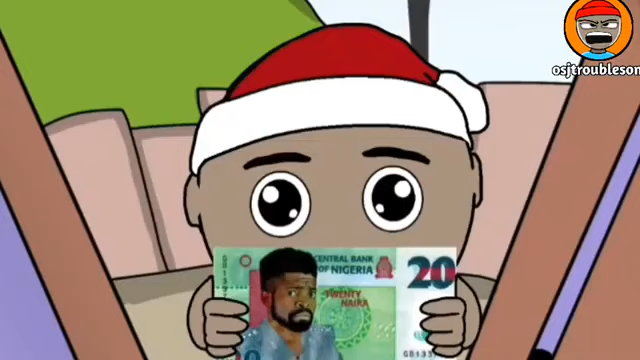 osjtroubleson
CENTRAL BANK
OF NIGERIA
20
TWENTY
NAIRA